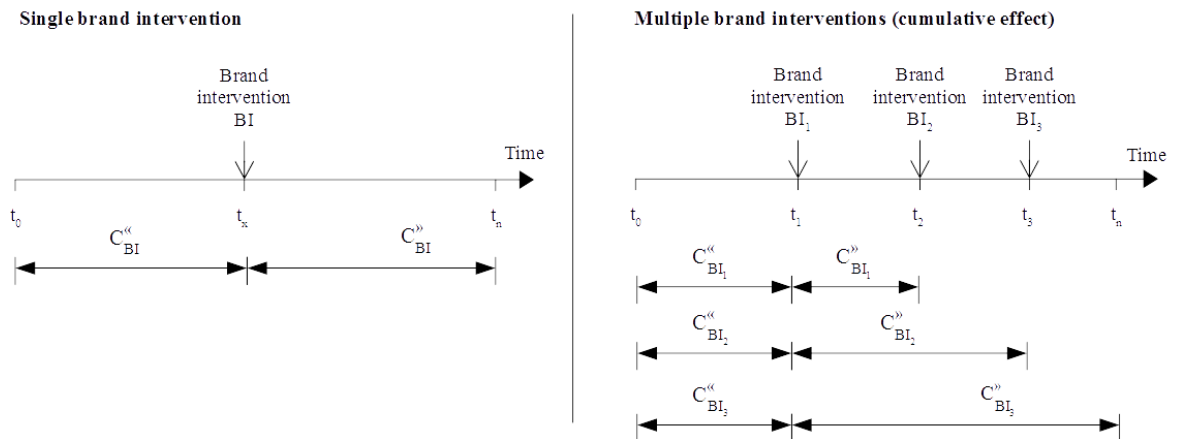 Single brand intervention
Brand
intervention
BI
Time
t0
tx
tn
C«BI
C»BI
Multiple brand interventions (cumulative effect)
Brand
intervention
BI1
Brand
intervention
BI2
Brand
intervention
BI3
Time
t0
t1
t2
t3
tn
C«BI1
C»BI1
C«BI2
C»BI2
C«BI3
C»BI3